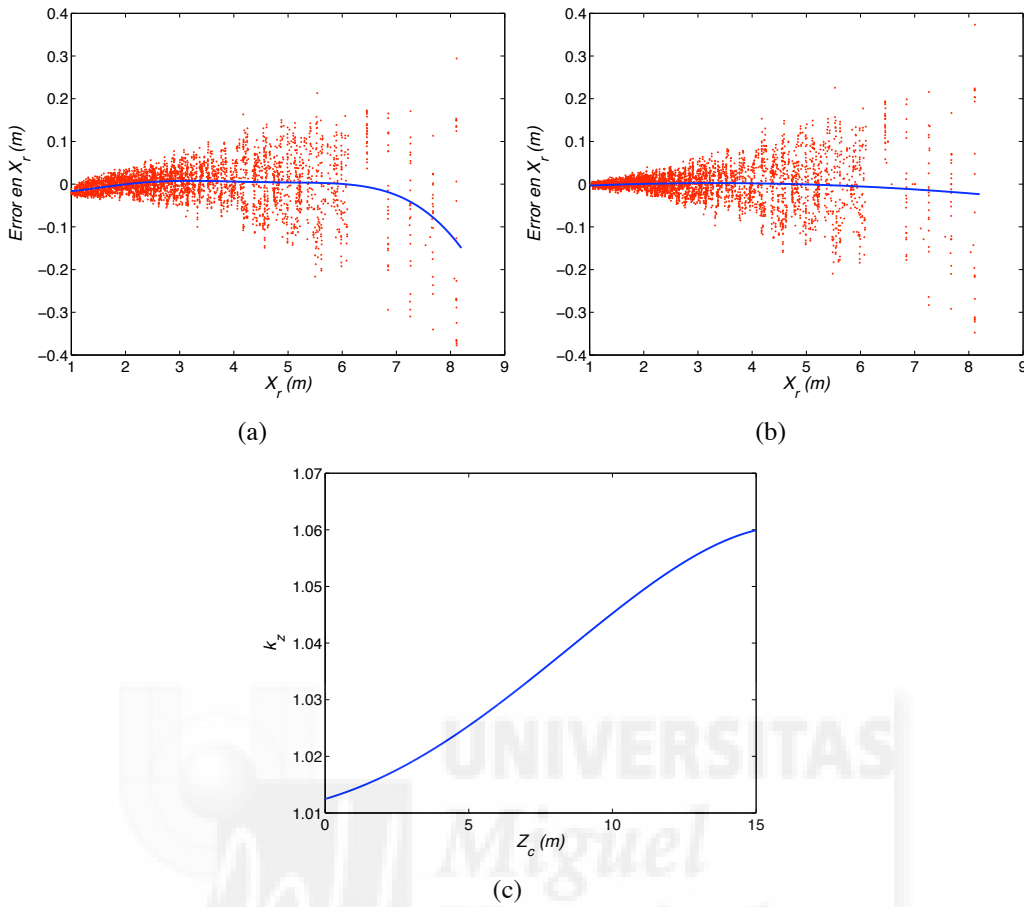 0.4
0.3
0.2
0.1
0
−0.1
−0.2
−0.3
−0.4
Error en X_r (m)
1 2 3 4 5 6 7 8 9
X_r (m)
(a)
0.4
0.3
0.2
0.1
0
−0.1
−0.2
−0.3
−0.4
Error en X_r (m)
1 2 3 4 5 6 7 8 9
X_r (m)
(b)
1.07
1.06
1.05
1.04
1.03
1.02
1.01
k_z
0 5 10 15
Z_c (m)
(c)
UNIVERSITAS
Miguel